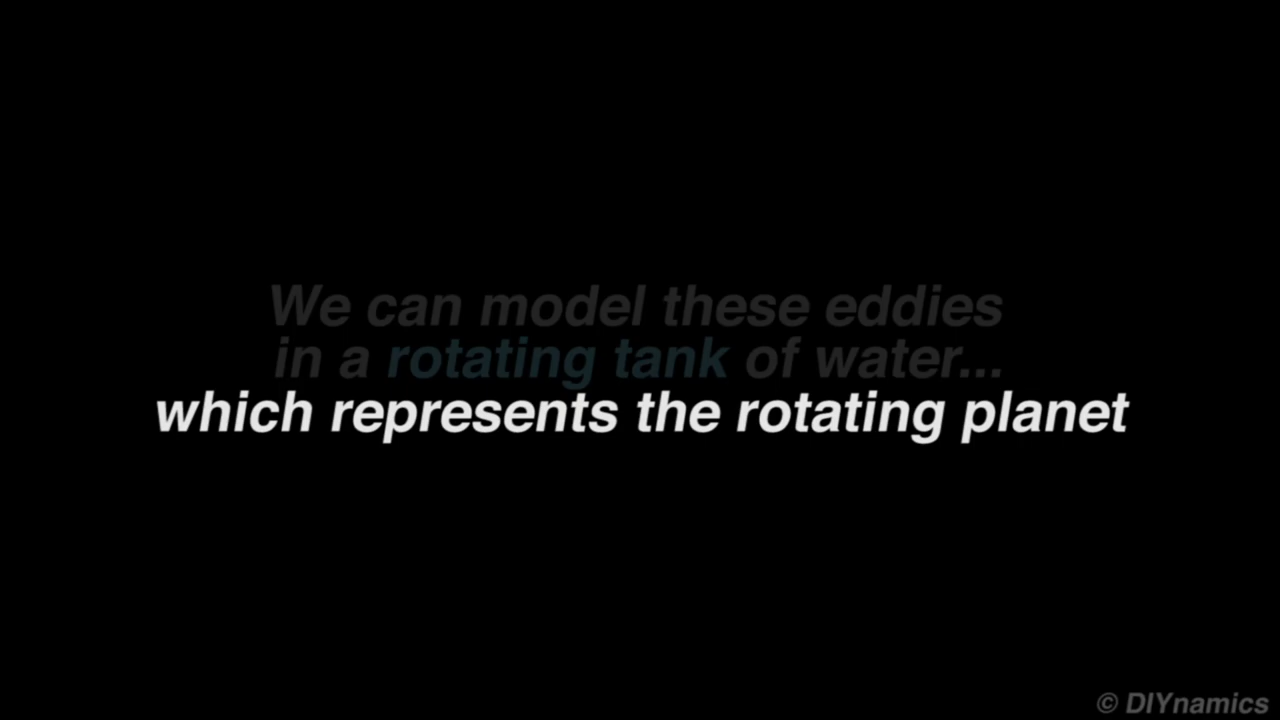 We can model these eddies
in a rotating tank of water...
which represents the rotating planet
© DIYnamics